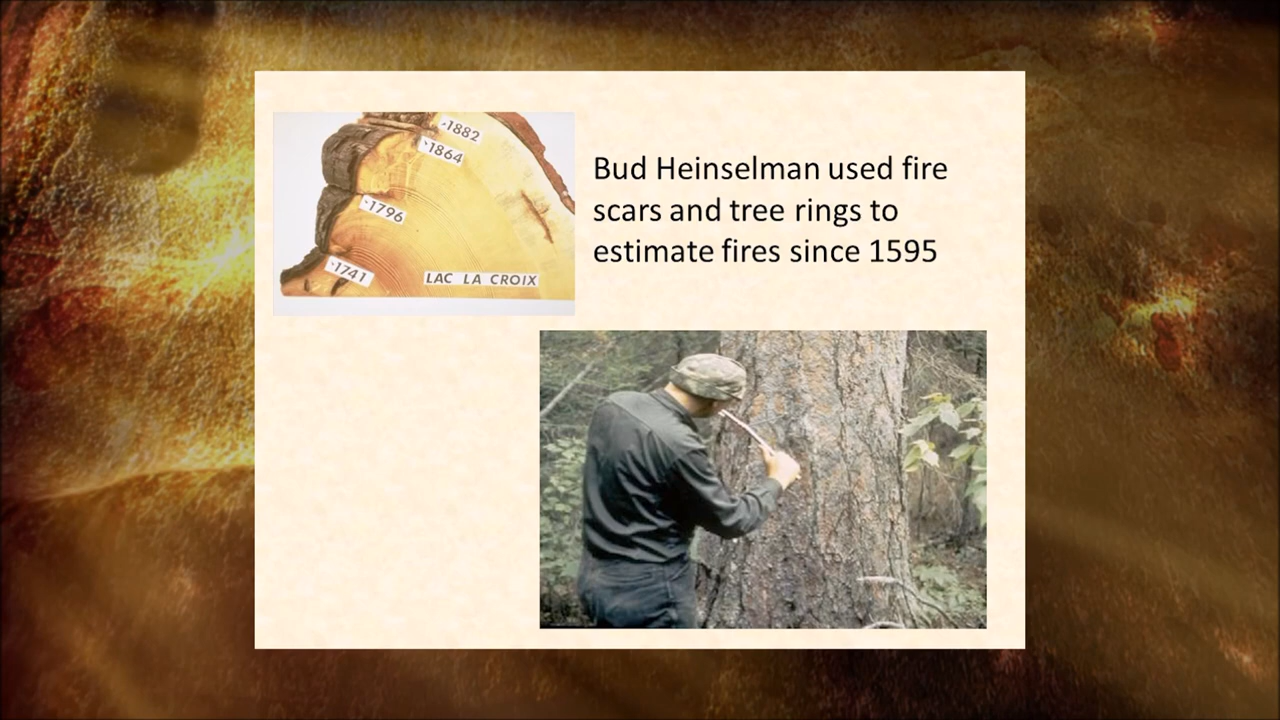 1882
1864
1796
1741
LAC LA CROIX
Bud Heinselman used fire
scars and tree rings to
estimate fires since 1595